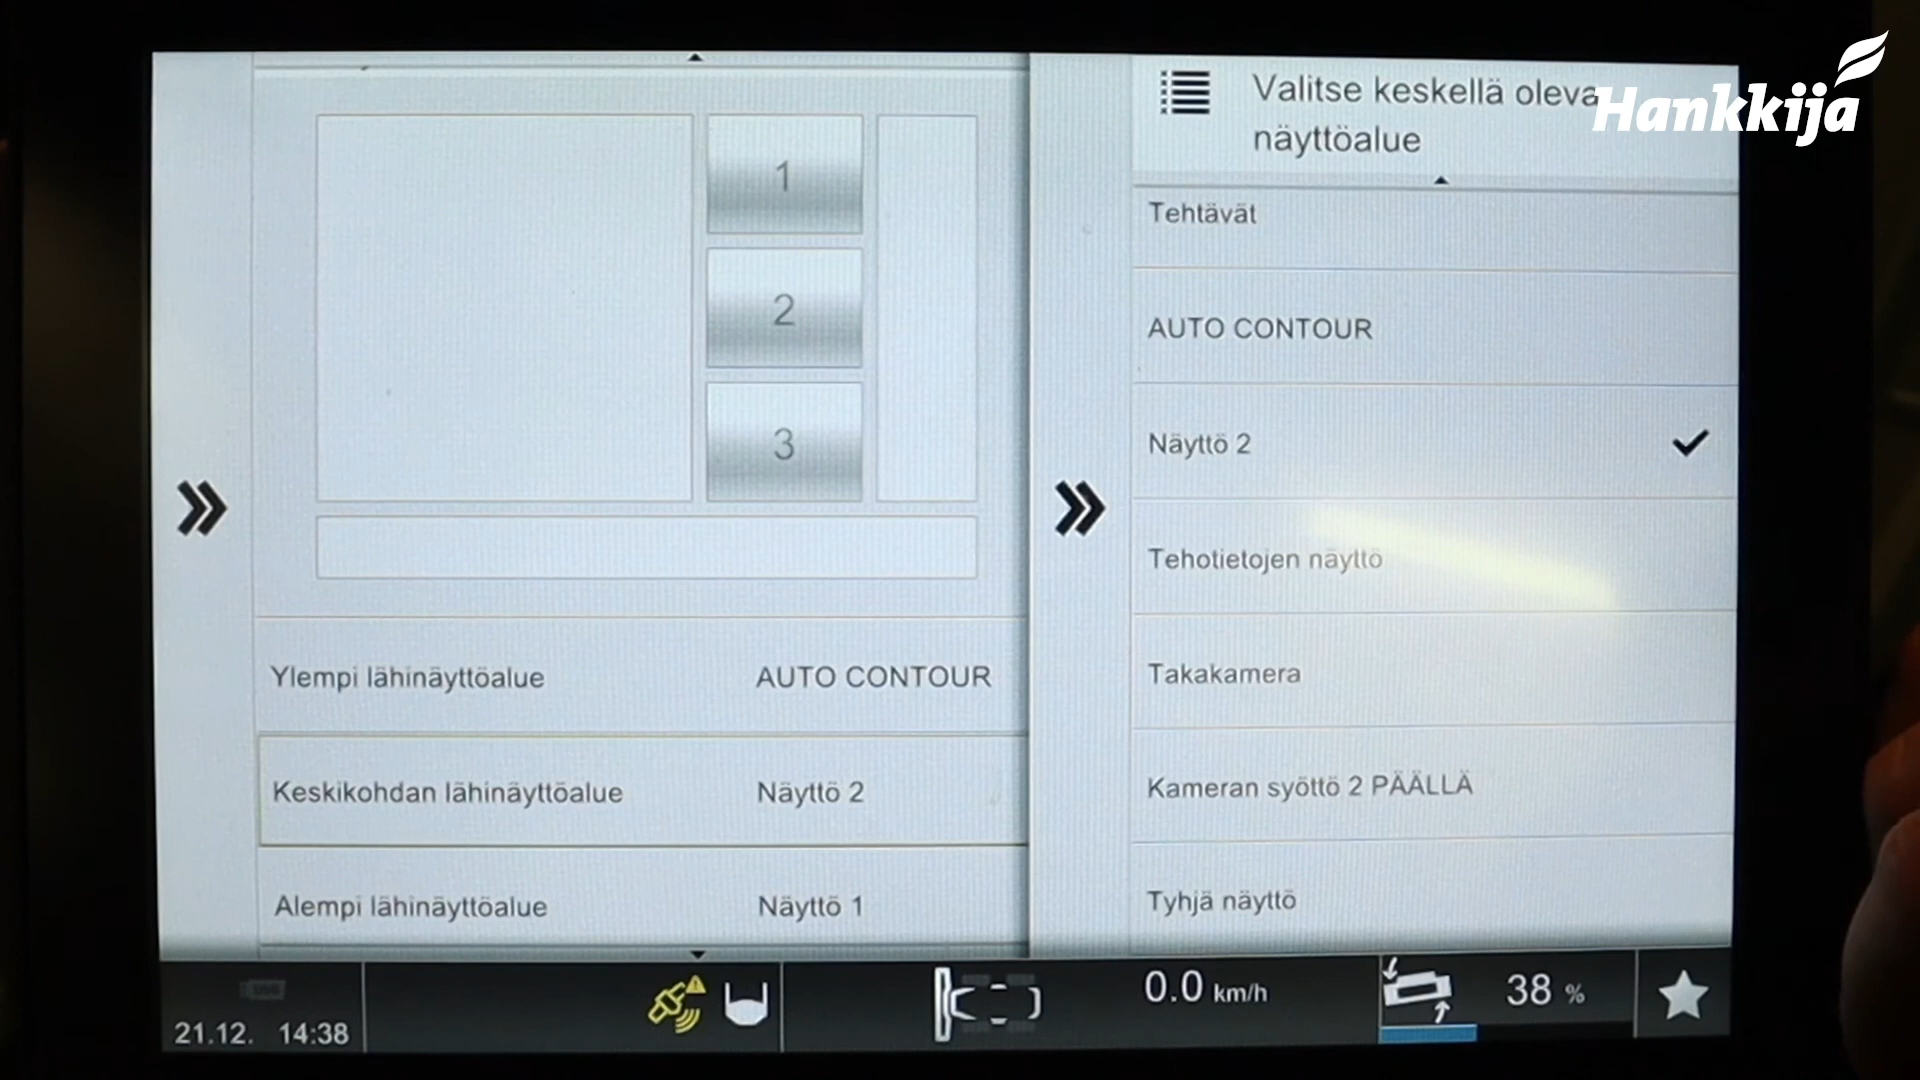 Hankkija
Valitse keskellä oleva
näyttöalue
1
2
3
Ylempi lähinäyttöalue AUTO CONTOUR
Keskikohdan lähinäyttöalue Näyttö 2
Alempi lähinäyttöalue Näyttö 1
Tehtävät
AUTO CONTOUR
Näyttö 2
Tehotietojen näyttö
Takakamera
Kameran syöttö 2 PÄÄLLÄ
Tyhjä näyttö
21.12. 14:38
0.0 km/h
38 %